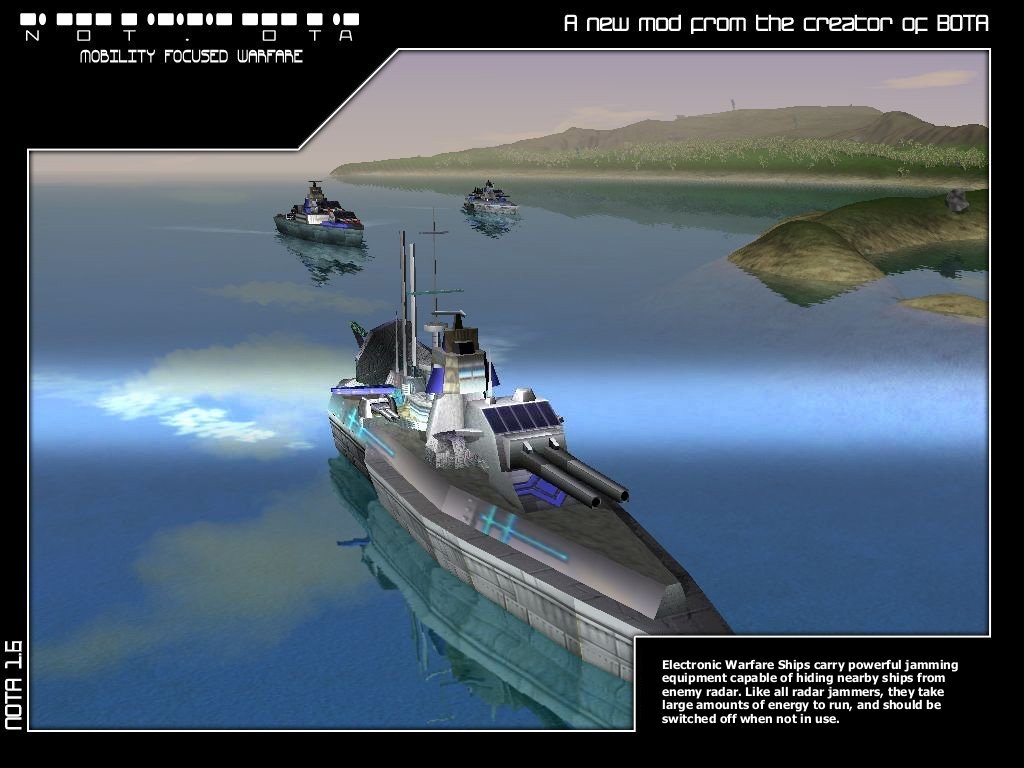 NOT.OTA
MOBILITY FOCUSED WARFARE
A new mod from the creator of BOTA
NOTA 1.6
Electronic Warfare Ships carry powerful jamming
equipment capable of hiding nearby ships from
enemy radar. Like all radar jammers, they take
large amounts of energy to run, and should be
switched off when not in use.